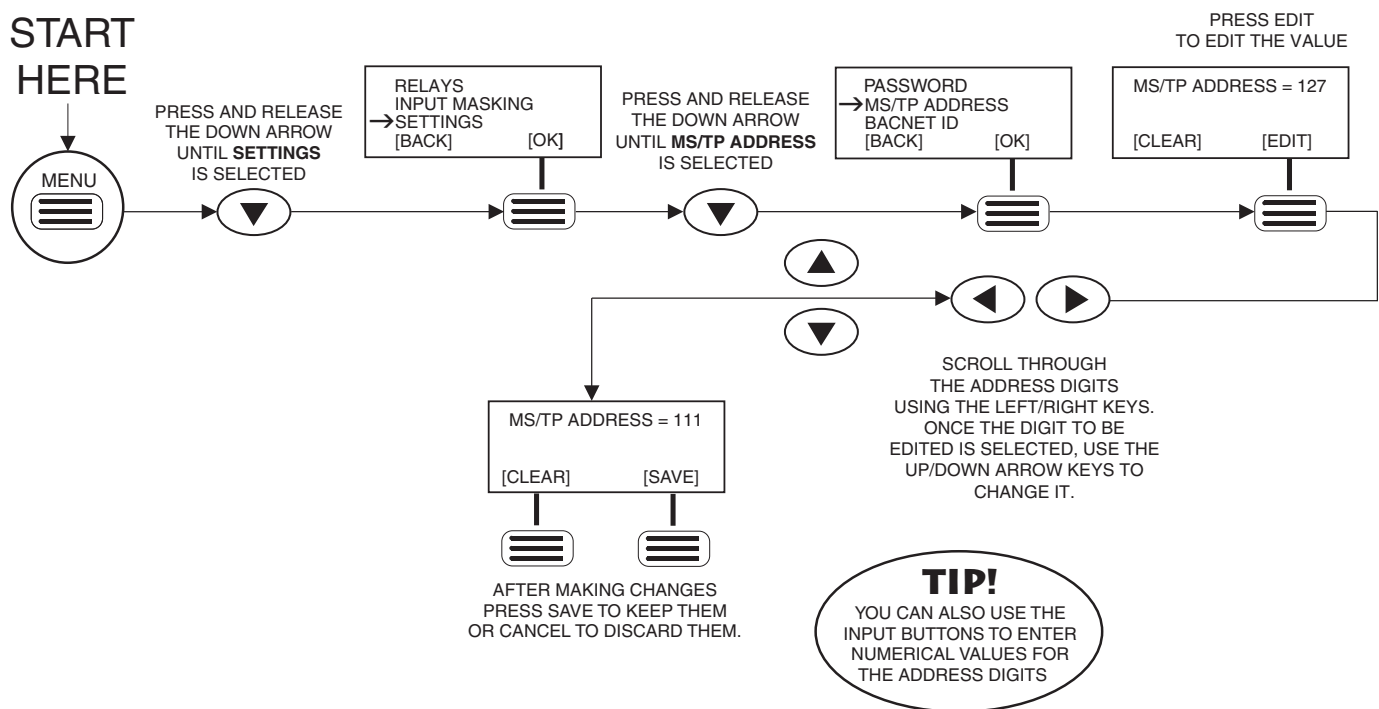 START
HERE
MENU
PRESS AND RELEASE
THE DOWN ARROW
UNTIL SETTINGS
IS SELECTED
RELAYS
INPUT MASKING
→SETTINGS
[BACK] [OK]
PRESS AND RELEASE
THE DOWN ARROW
UNTIL MS/TP ADDRESS
IS SELECTED
PASSWORD
→MS/TP ADDRESS
BACNET ID
[BACK] [OK]
PRESS EDIT
TO EDIT THE VALUE
MS/TP ADDRESS = 127
[CLEAR] [EDIT]
SCROLL THROUGH
THE ADDRESS DIGITS
USING THE LEFT/RIGHT KEYS.
ONCE THE DIGIT TO BE
EDITED IS SELECTED, USE THE
UP/DOWN ARROW KEYS TO
CHANGE IT.
MS/TP ADDRESS = 111
[CLEAR] [SAVE]
AFTER MAKING CHANGES
PRESS SAVE TO KEEP THEM
OR CANCEL TO DISCARD THEM.
TIP!
YOU CAN ALSO USE THE
INPUT BUTTONS TO ENTER
NUMERICAL VALUES FOR
THE ADDRESS DIGITS